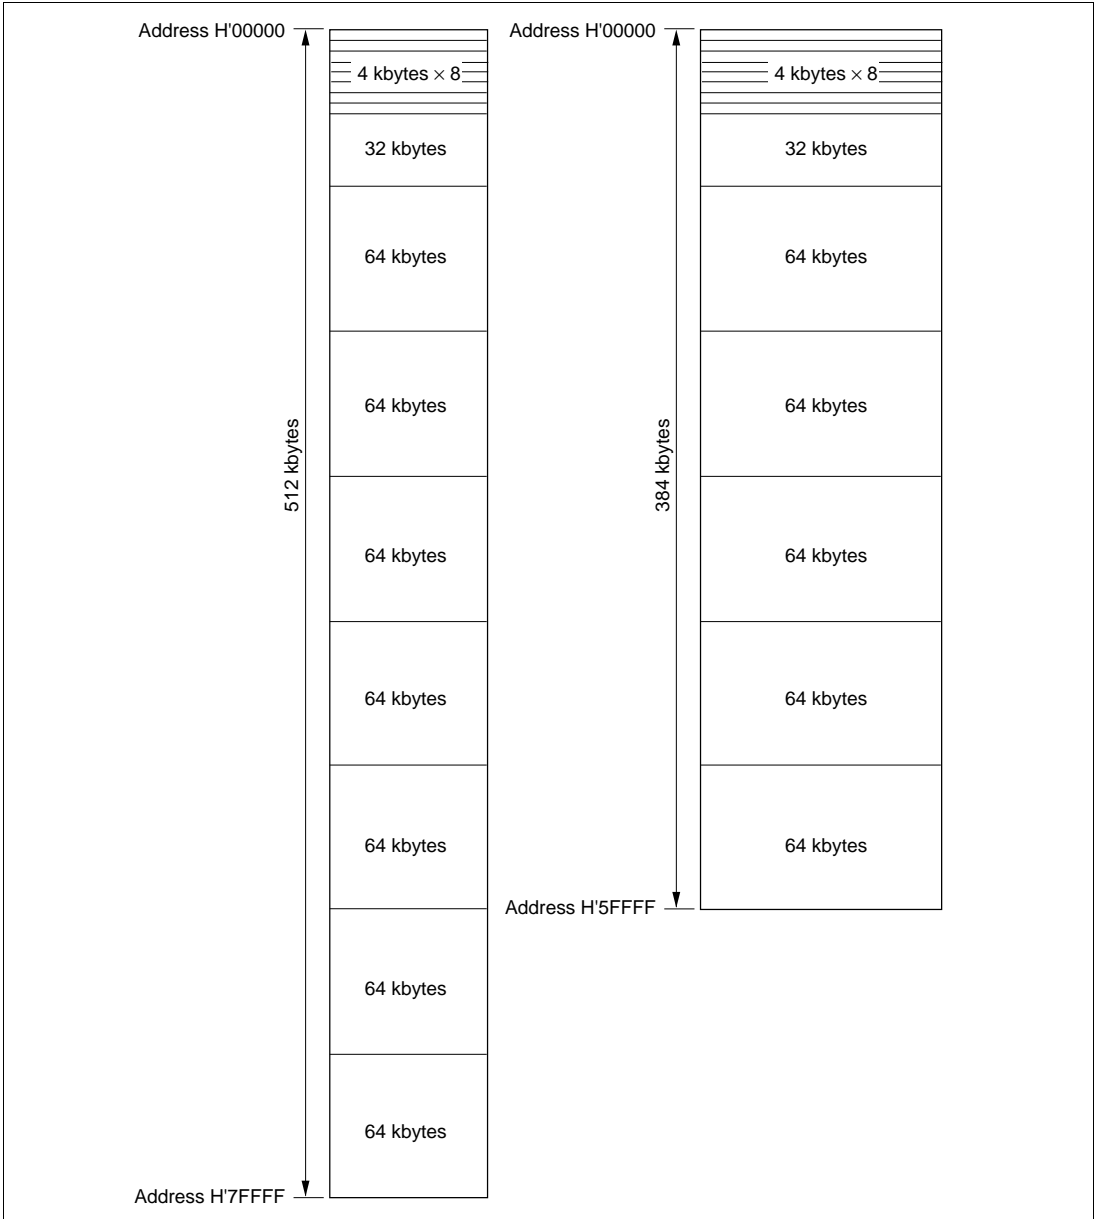 Address H'00000
4 kbytes × 8
32 kbytes
64 kbytes
64 kbytes
64 kbytes
64 kbytes
64 kbytes
64 kbytes
64 kbytes
512 kbytes
Address H'7FFFF
Address H'00000
4 kbytes × 8
32 kbytes
64 kbytes
64 kbytes
64 kbytes
64 kbytes
64 kbytes
384 kbytes
Address H'5FFFF